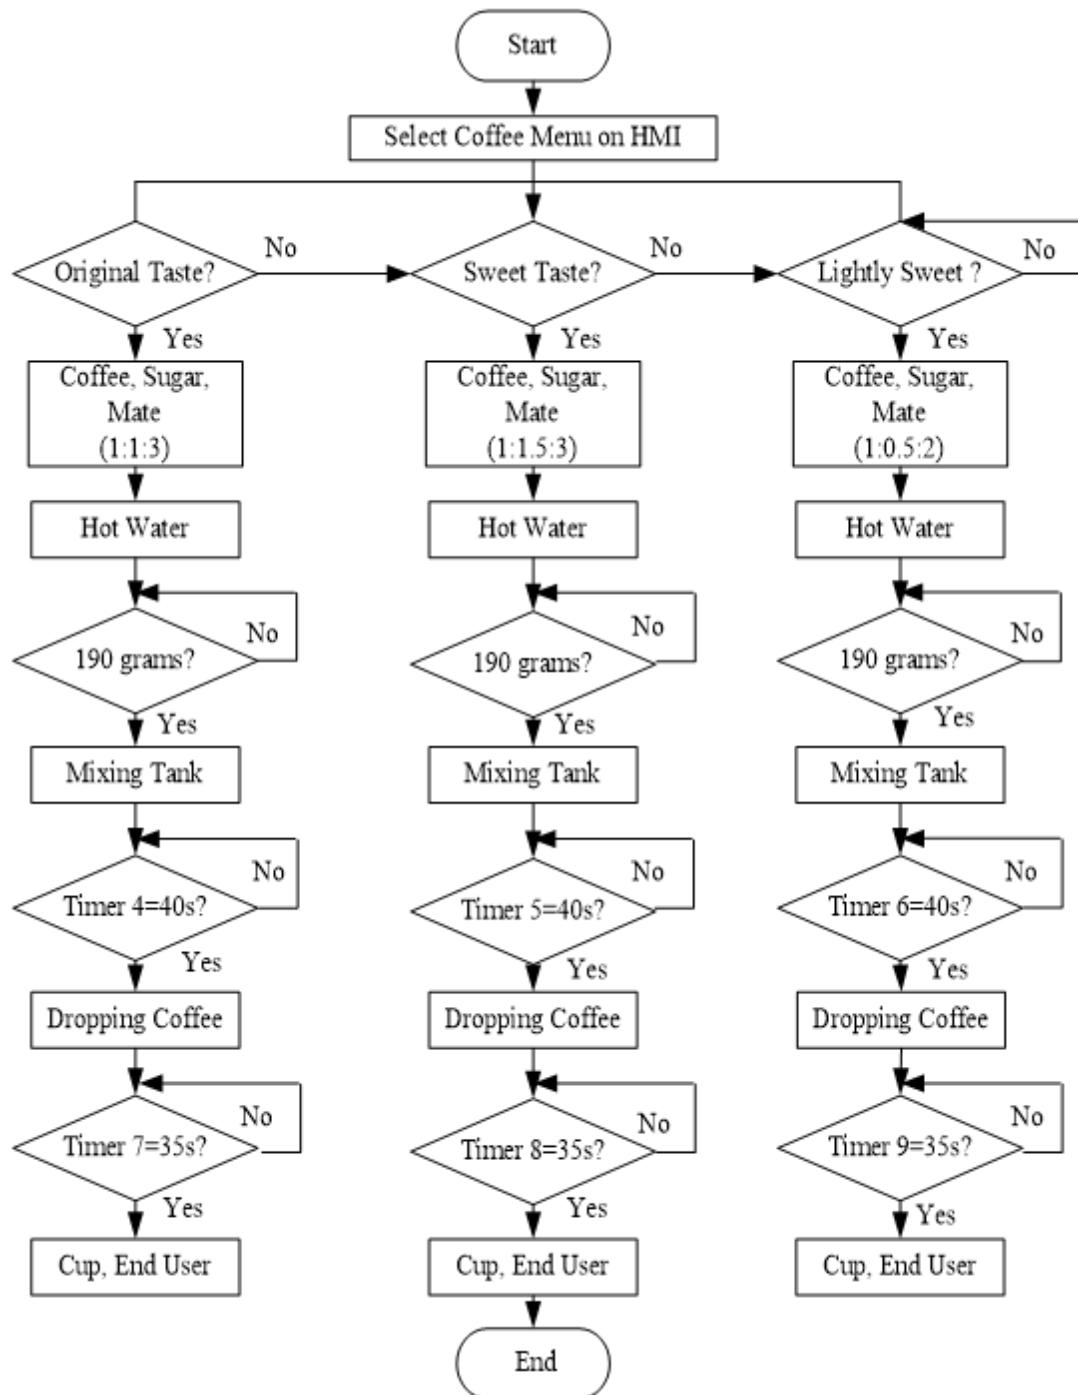 Start
Select Coffee Menu on HMI
Original Taste?
No
Sweet Taste?
No
Lightly Sweet ?
No
Yes
Yes
Yes
Coffee, Sugar,
Mate
(1:1:3)
Coffee, Sugar,
Mate
(1:1.5:3)
Coffee, Sugar,
Mate
(1:0.5:2)
Hot Water
Hot Water
Hot Water
190 grams?
No
190 grams?
No
190 grams?
No
Yes
Yes
Yes
Mixing Tank
Mixing Tank
Mixing Tank
Timer 4=40s?
No
Timer 5=40s?
No
Timer 6=40s?
No
Yes
Yes
Yes
Dropping Coffee
Dropping Coffee
Dropping Coffee
Timer 7=35s?
No
Timer 8=35s?
No
Timer 9=35s?
No
Yes
Yes
Yes
Cup, End User
Cup, End User
Cup, End User
End